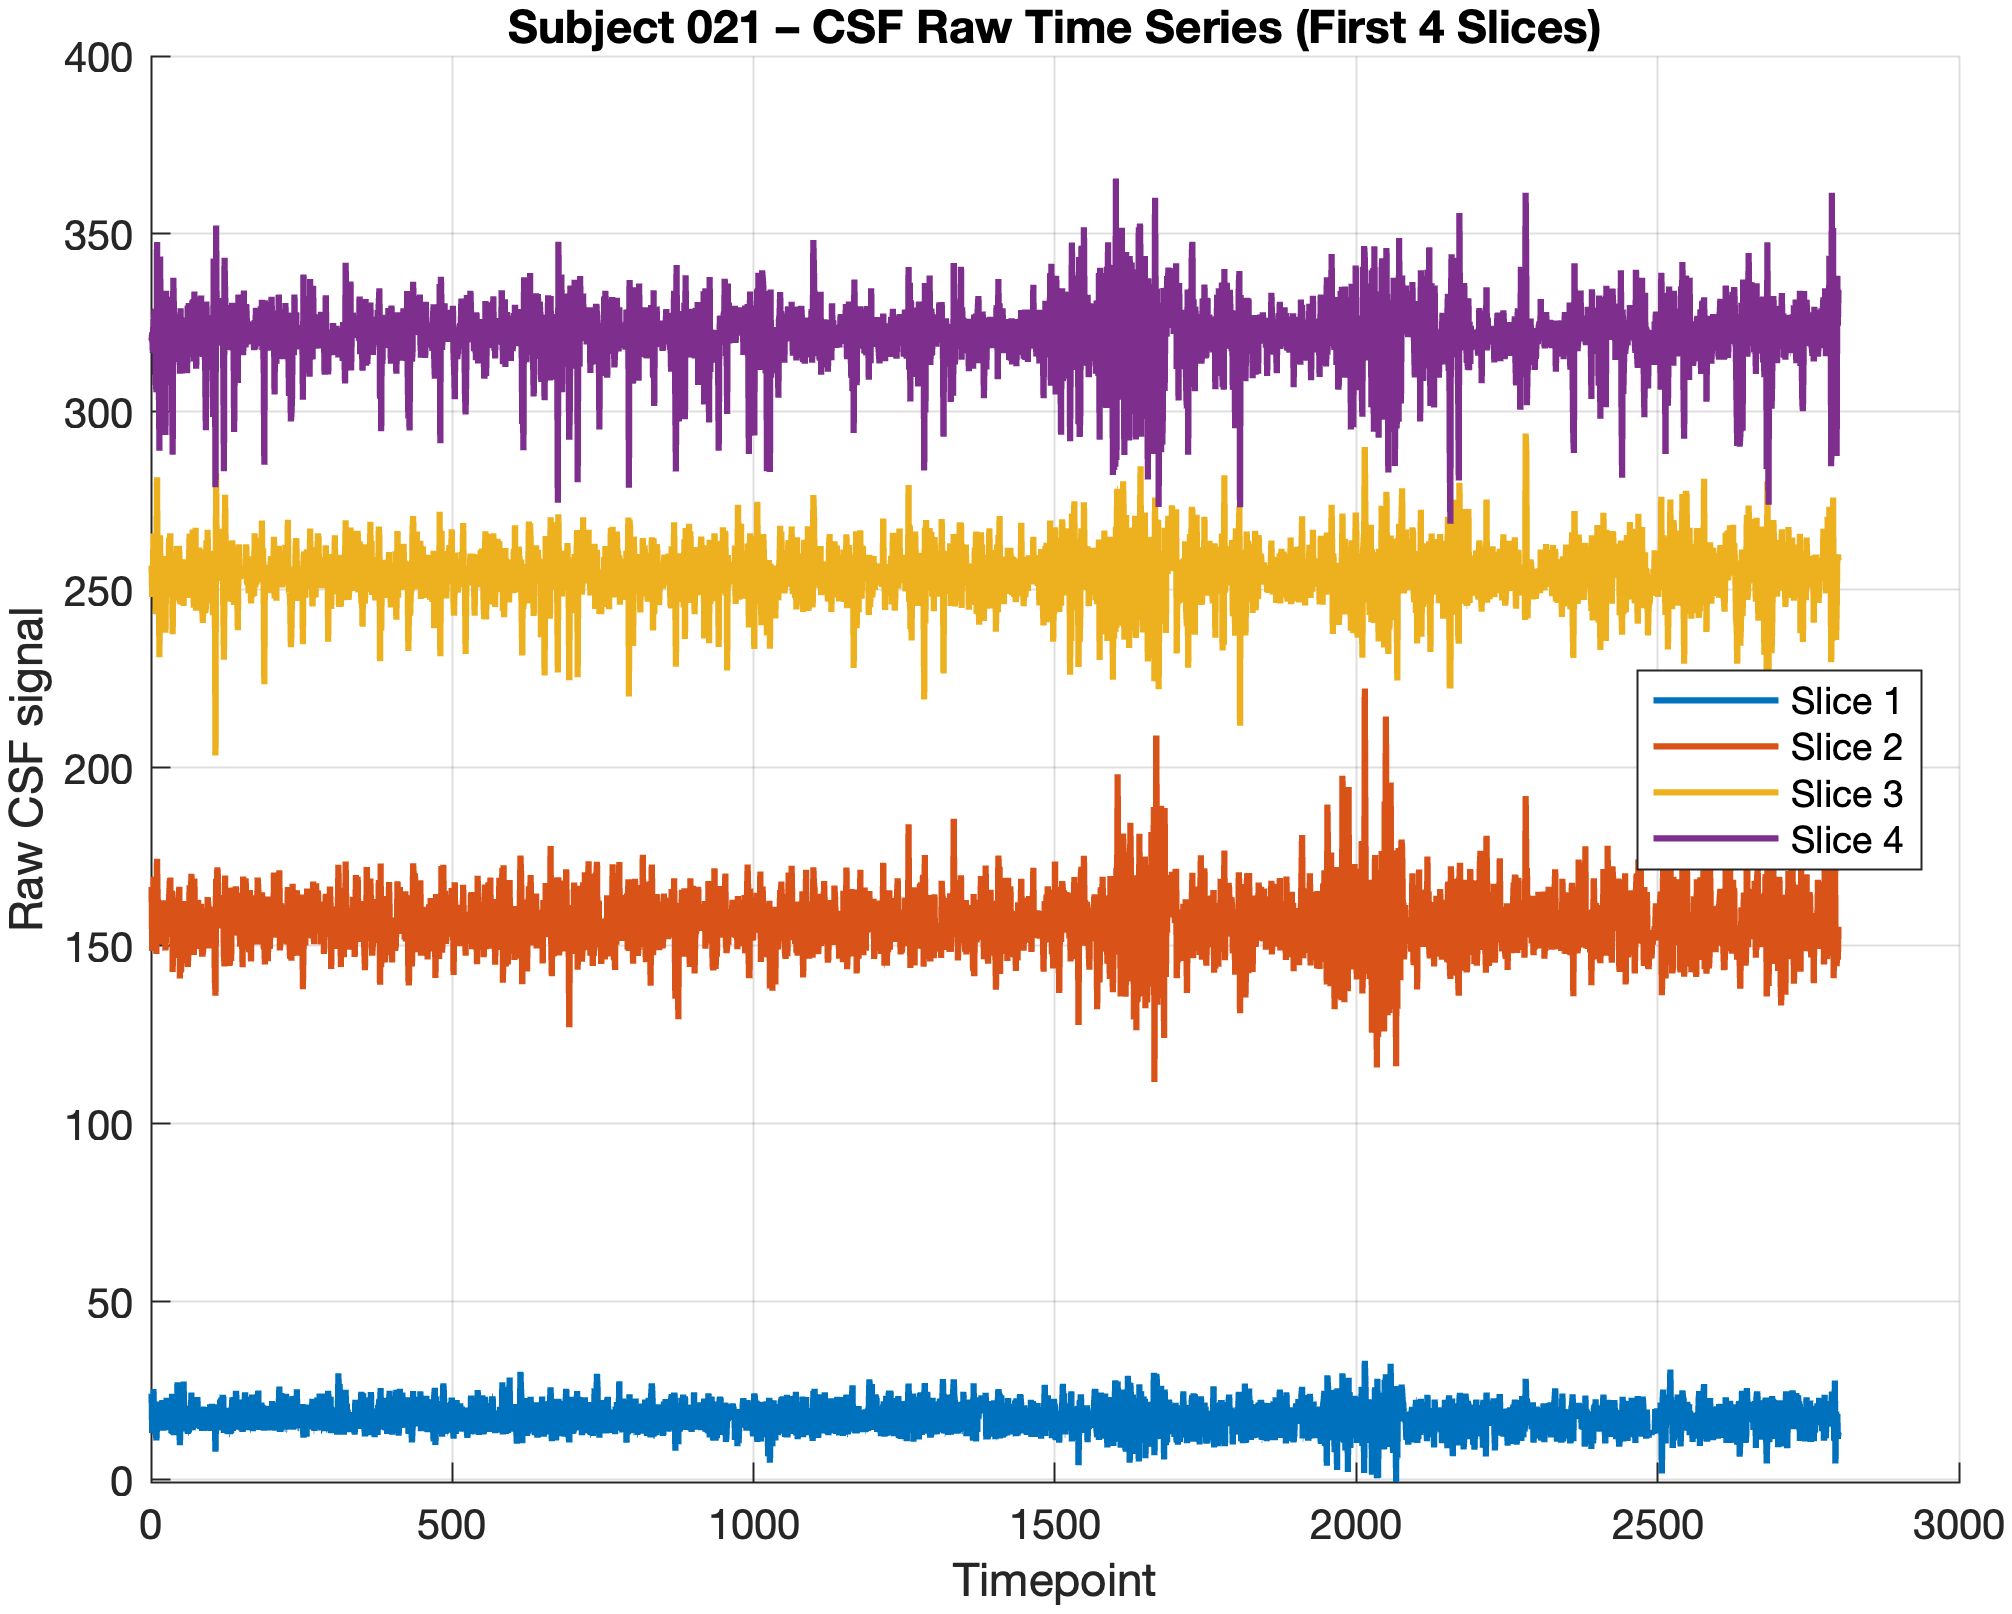 Subject 021 – CSF Raw Time Series (First 4 Slices)
400
350
300
250
200
150
100
50
0
Raw CSF signal
Slice 1
Slice 2
Slice 3
Slice 4
0 500 1000 1500 2000 2500 3000
Timepoint